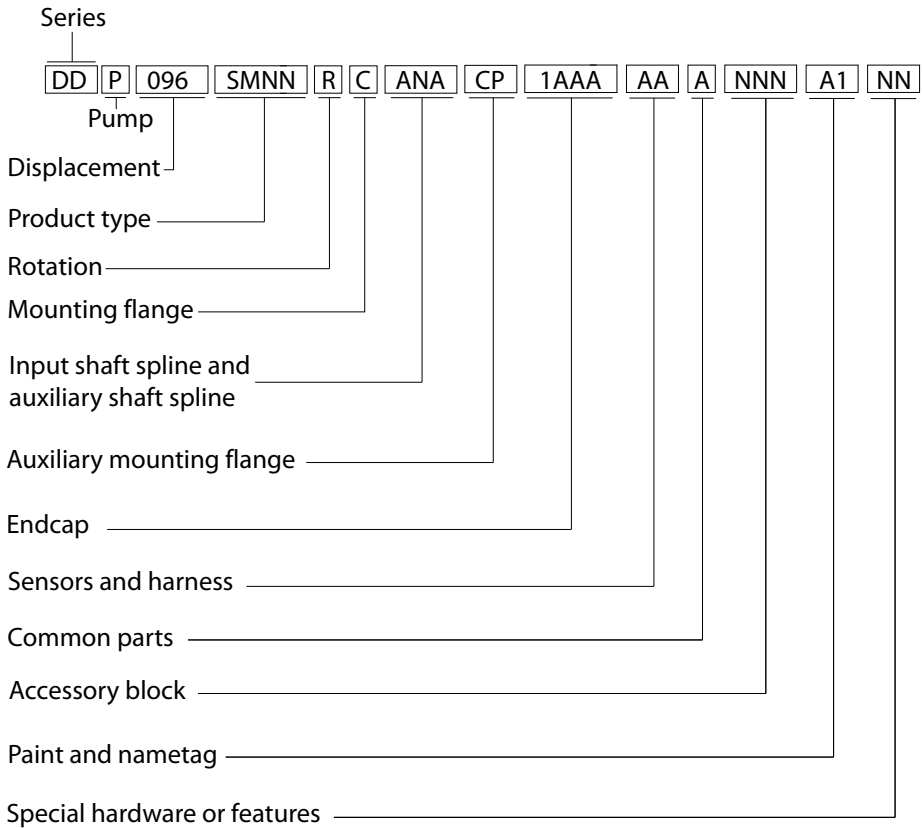 Series
DD P 096 SMNN R C ANA CP 1AAA AA A NNN A1 NN
Pump
Displacement
Product type
Rotation
Mounting flange
Input shaft spline and
auxiliary shaft spline
Auxiliary mounting flange
Endcap
Sensors and harness
Common parts
Accessory block
Paint and nametag
Special hardware or features